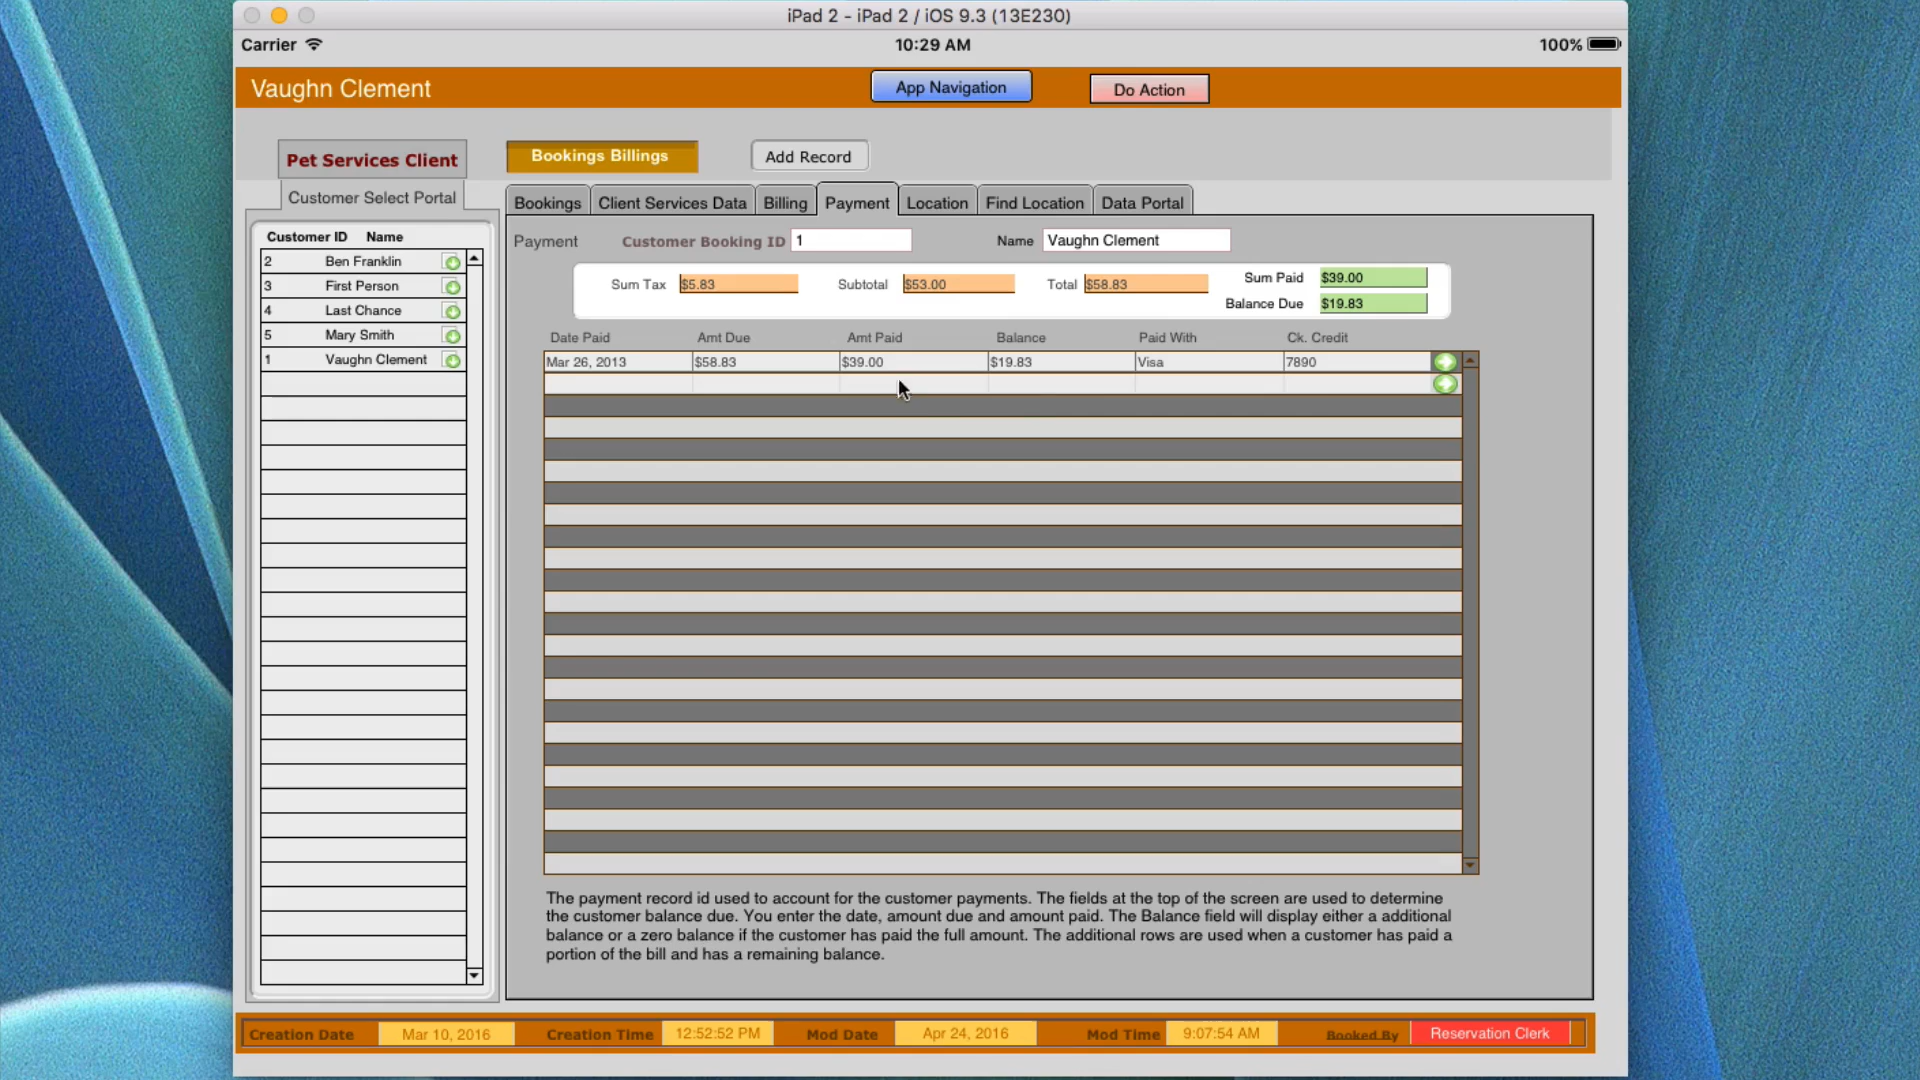 iPad 2 - iPad 2 / iOS 9.3 (13E230)
Carrier 10:29 AM 100%
Vaughn Clement App Navigation Do Action
Pet Services Client Bookings Billings Add Record
Customer Select Portal
Bookings Client Services Data Billing Payment Location Find Location Data Portal
Customer ID Name
2 Ben Franklin
3 First Person
4 Last Chance
5 Mary Smith
1 Vaughn Clement
Payment Customer Booking ID 1 Name Vaughn Clement
Sum Tax $5.83 Subtotal $53.00 Total $58.83 Sum Paid $39.00
Balance Due $19.83
Date Paid Amt Due Amt Paid Balance Paid With Ck. Credit
Mar 26, 2013 $58.83 $39.00 $19.83 Visa 7890
The payment record id used to account for the customer payments. The fields at the top of the screen are used to determine
the customer balance due. You enter the date, amount due and amount paid. The Balance field will display either a additional
balance or a zero balance if the customer has paid the full amount. The additional rows are used when a customer has paid a
portion of the bill and has a remaining balance.
Creation Date Mar 10, 2016 Creation Time 12:52:52 PM Mod Date Apr 24, 2016 Mod Time 9:07:54 AM Booked By Reservation Clerk